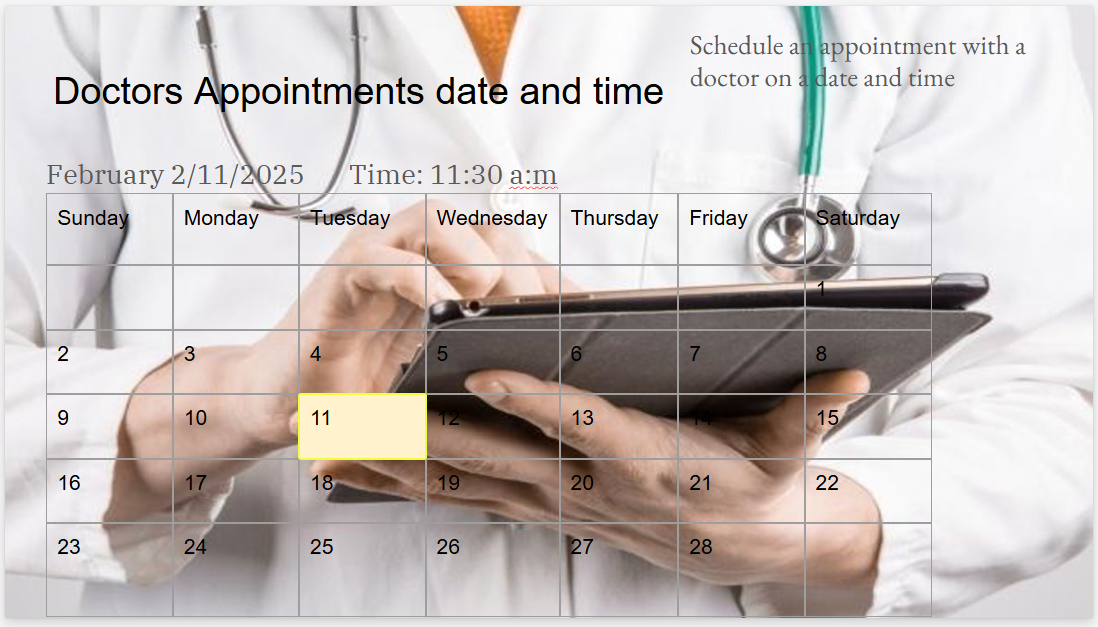 Schedule an appointment with a
doctor on a date and time
Doctors Appointments date and time
February 2/11/2025 Time: 11:30 a:m
Sunday Monday Tuesday Wednesday Thursday Friday Saturday
1
2 3 4 5 6 7 8
9 10 11 12 13 14 15
16 17 18 19 20 21 22
23 24 25 26 27 28